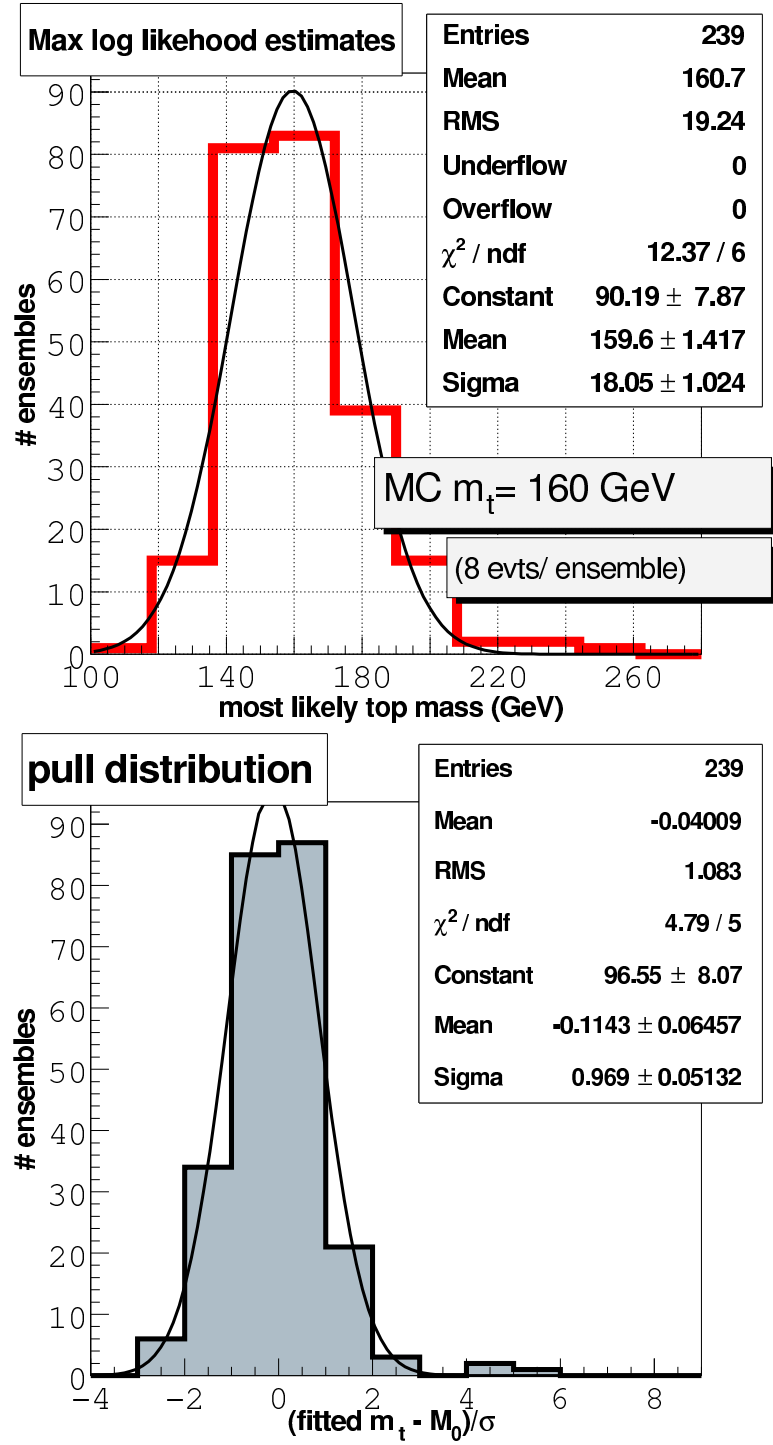 Max log likehood estimates
Entries 239
Mean 160.7
RMS 19.24
Underflow 0
Overflow 0
χ² / ndf 12.37 / 6
Constant 90.19 ± 7.87
Mean 159.6 ± 1.417
Sigma 18.05 ± 1.024
90
80
70
60
50
40
30
20
10
0
# ensembles
MC m_t= 160 GeV
(8 evts/ ensemble)
100 140 180 220 260
most likely top mass (GeV)
pull distribution
Entries 239
Mean -0.04009
RMS 1.083
χ² / ndf 4.79 / 5
Constant 96.55 ± 8.07
Mean -0.1143 ± 0.06457
Sigma 0.969 ± 0.05132
90
80
70
60
50
40
30
20
10
0
# ensembles
−4 −2 0 2 4 6 8
(fitted m_t - M_0)/σ